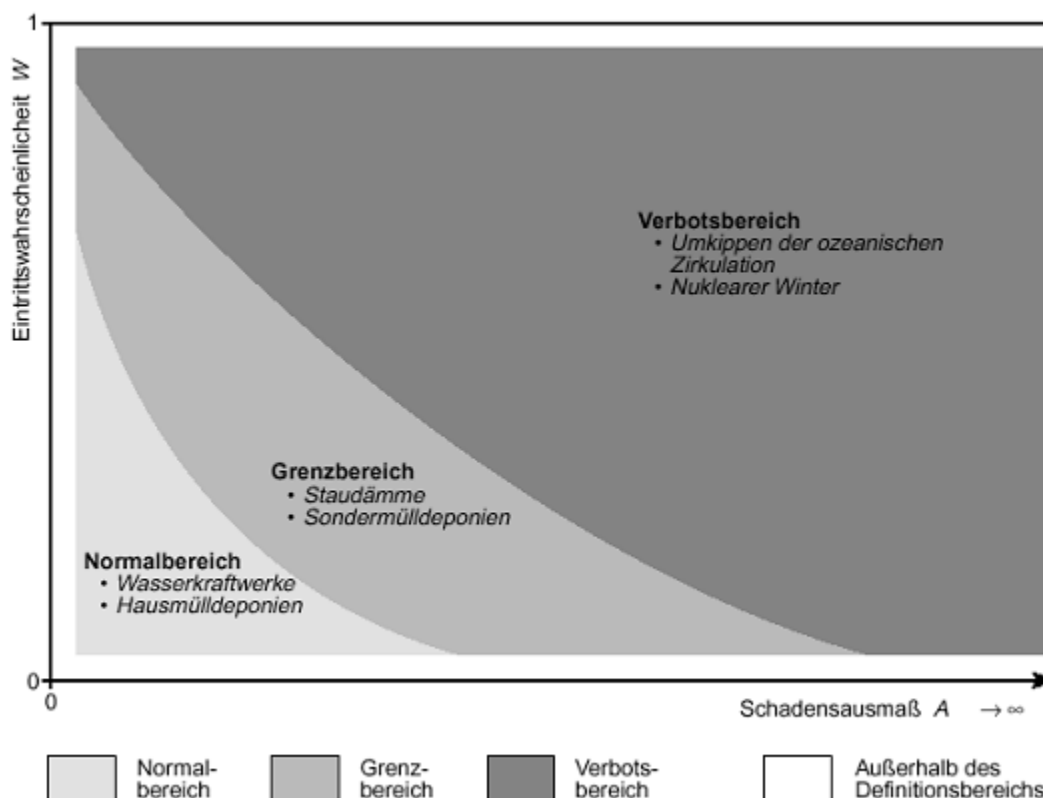 1
Eintrittswahrscheinlicheit W
Verbotsbereich
• Umkippen der ozeanischen
Zirkulation
• Nuklearer Winter
Grenzbereich
• Staudämme
• Sondermülldeponien
Normalbereich
• Wasserkraftwerke
• Hausmülldeponien
0
0
Schadensausmaß A → ∞
Normal-
bereich
Grenz-
bereich
Verbots-
bereich
Außerhalb des
Definitionsbereichs